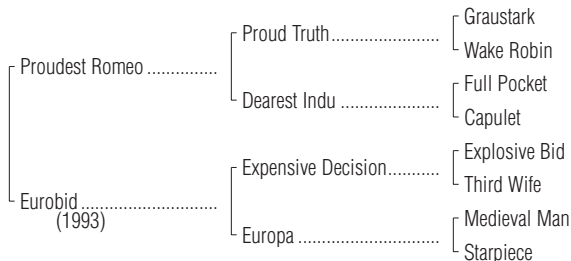 Graustark
Proud Truth....................
Wake Robin
Proudest Romeo ..............
Full Pocket
Dearest Indu ..................
Capulet
Explosive Bid
Expensive Decision..........
Third Wife
Eurobid...........................
(1993)
Medieval Man
Europa ..........................
Starpiece